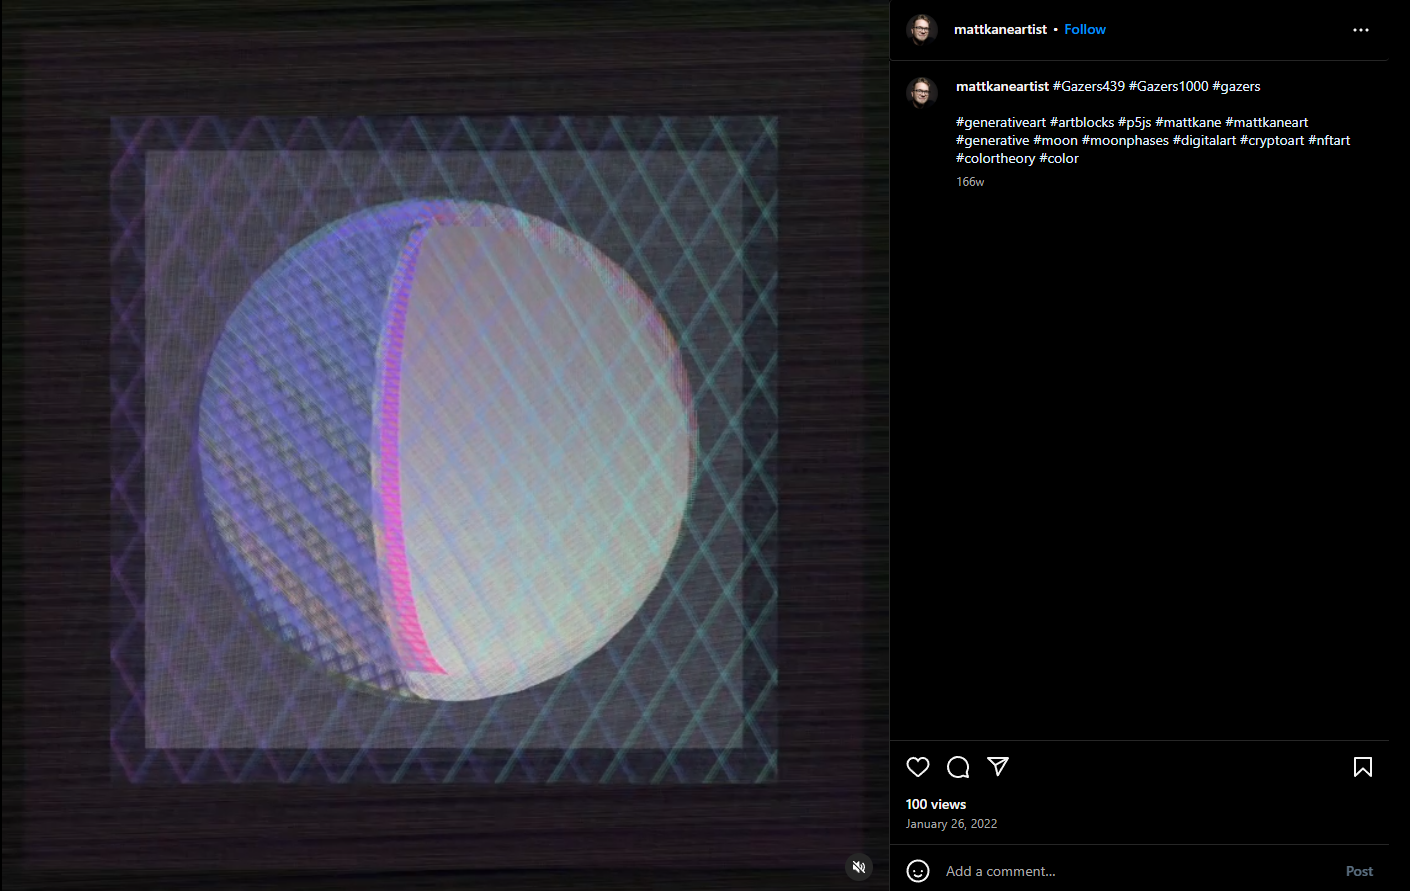 mattkaneartist • Follow
mattkaneartist #Gazers439 #Gazers1000 #gazers
#generativeart #artblocks #p5js #mattkane #mattkaneart
#generative #moon #moonphases #digitalart #cryptoart #nftart
#colortheory #color
166w
100 views
January 26, 2022
Add a comment...
Post